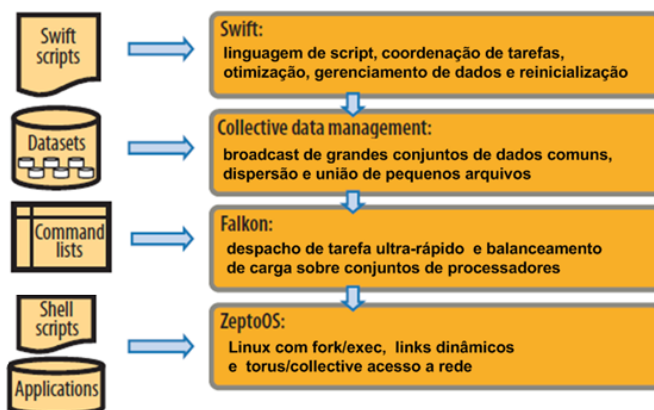 Swift
scripts
Swift:
linguagem de script, coordenação de tarefas,
otimização, gerenciamento de dados e reinicialização
Datasets
Collective data management:
broadcast de grandes conjuntos de dados comuns,
dispersão e união de pequenos arquivos
Command
lists
Falkon:
despacho de tarefa ultra-rápido e balanceamento
de carga sobre conjuntos de processadores
Shell
scripts
Applications
ZeptoOS:
Linux com fork/exec, links dinâmicos
e torus/collective acesso a rede